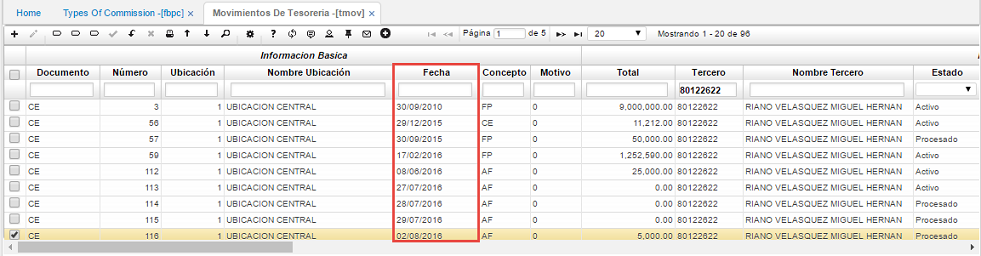 Home Types Of Commission -[fbpc] × Movimientos De Tesoreria -[tmov] ×
Página 1 de 5 20 Mostrando 1 - 20 de 96
Informacion Basica
Documento Número Ubicación Nombre Ubicación Fecha Concepto Motivo Total Tercero Nombre Tercero Estado
80122622
CE 3 1 UBICACION CENTRAL 30/09/2010 FP 0 9,000,000.00 80122622 RIANO VELASQUEZ MIGUEL HERNAN Activo
CE 56 1 UBICACION CENTRAL 29/12/2015 CE 0 11,212.00 80122622 RIANO VELASQUEZ MIGUEL HERNAN Activo
CE 57 1 UBICACION CENTRAL 30/09/2015 FP 0 50,000.00 80122622 RIANO VELASQUEZ MIGUEL HERNAN Procesado
CE 59 1 UBICACION CENTRAL 17/02/2016 FP 0 1,252,590.00 80122622 RIANO VELASQUEZ MIGUEL HERNAN Activo
CE 112 1 UBICACION CENTRAL 08/06/2016 AF 0 25,000.00 80122622 RIANO VELASQUEZ MIGUEL HERNAN Activo
CE 113 1 UBICACION CENTRAL 27/07/2016 AF 0 0.00 80122622 RIANO VELASQUEZ MIGUEL HERNAN Activo
CE 114 1 UBICACION CENTRAL 28/07/2016 AF 0 0.00 80122622 RIANO VELASQUEZ MIGUEL HERNAN Procesado
CE 115 1 UBICACION CENTRAL 29/07/2016 AF 0 0.00 80122622 RIANO VELASQUEZ MIGUEL HERNAN Procesado
CE 116 1 UBICACION CENTRAL 02/08/2016 AF 0 5,000.00 80122622 RIANO VELASQUEZ MIGUEL HERNAN Procesado